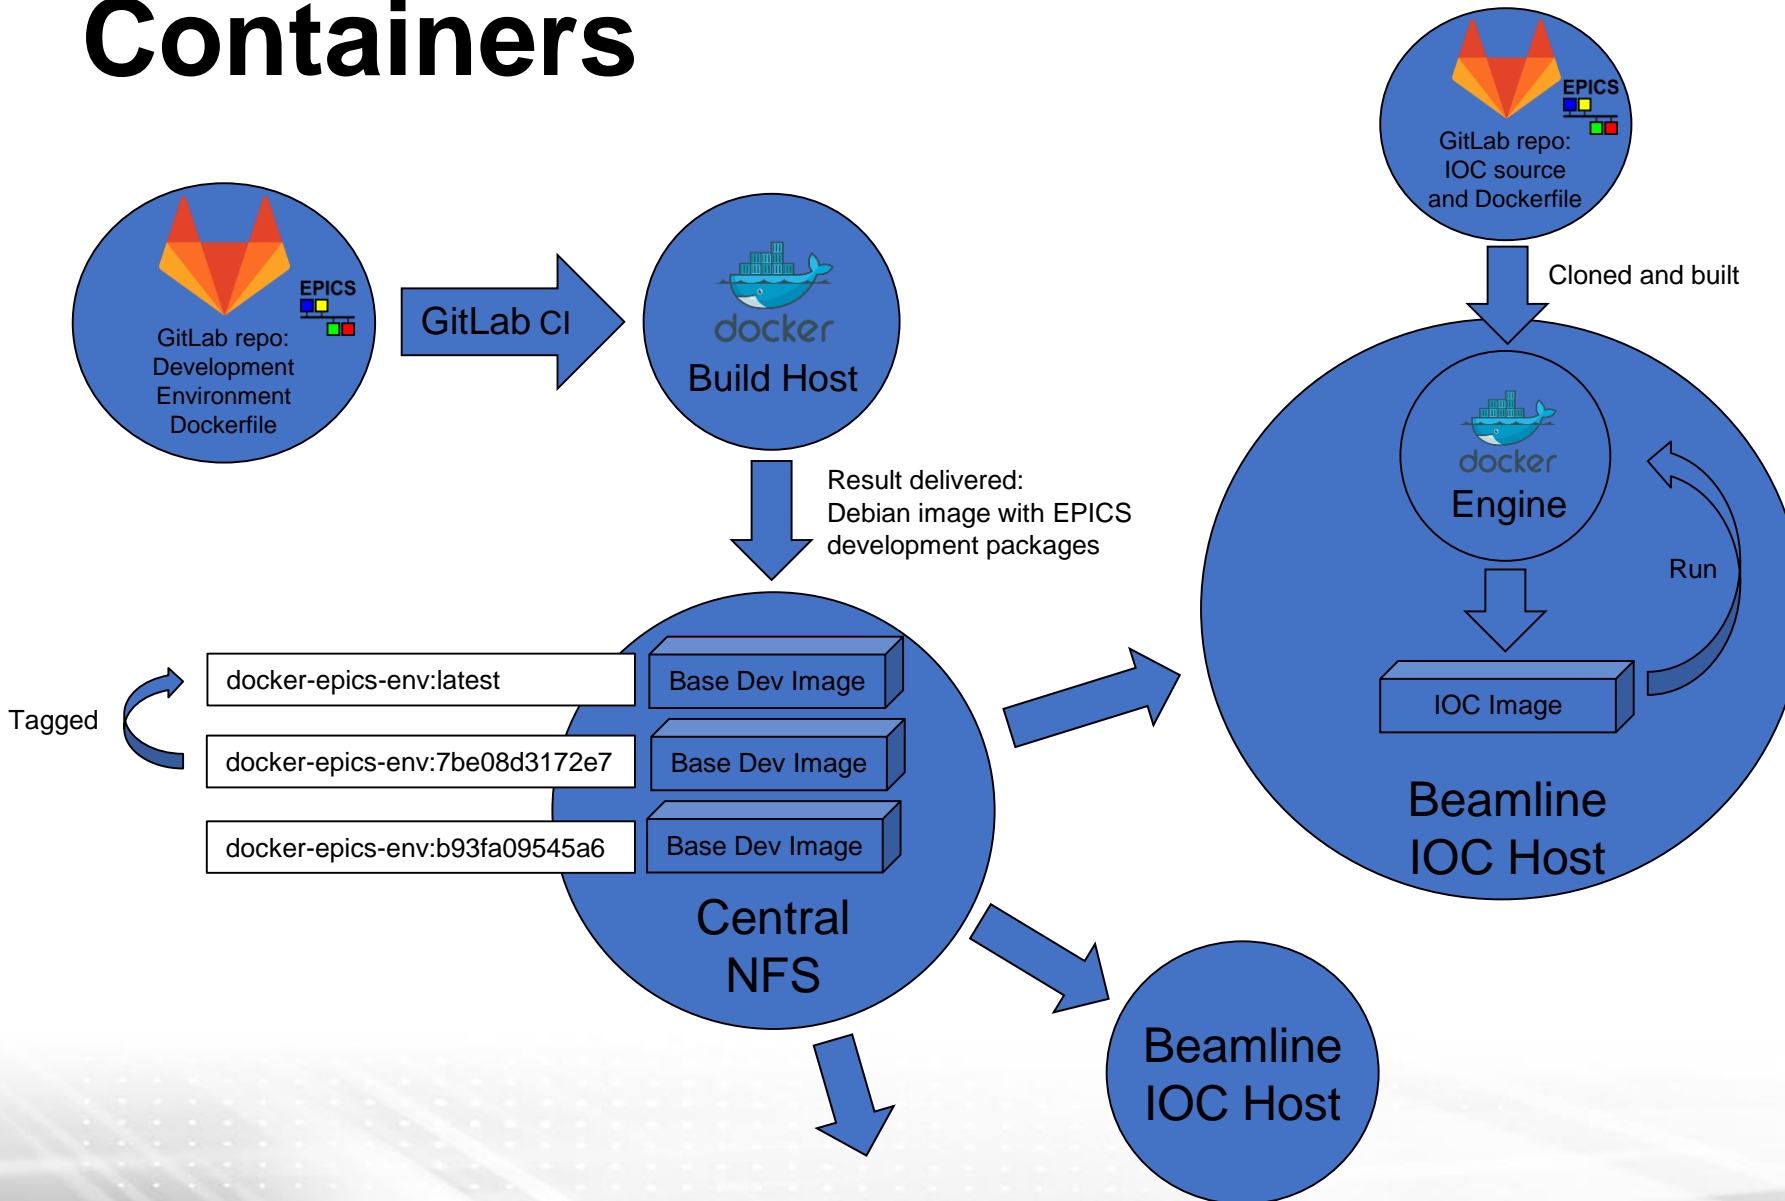 Containers
EPICS
GitLab repo:
IOC source
and Dockerfile
Cloned and built
EPICS
GitLab repo:
Development
Environment
Dockerfile
GitLab CI
docker
Build Host
Result delivered:
Debian image with EPICS
development packages
docker
Engine
Run
IOC Image
Beamline
IOC Host
Tagged
docker-epics-env:latest
Base Dev Image
docker-epics-env:7be08d3172e7
Base Dev Image
docker-epics-env:b93fa09545a6
Base Dev Image
Central
NFS
Beamline
IOC Host